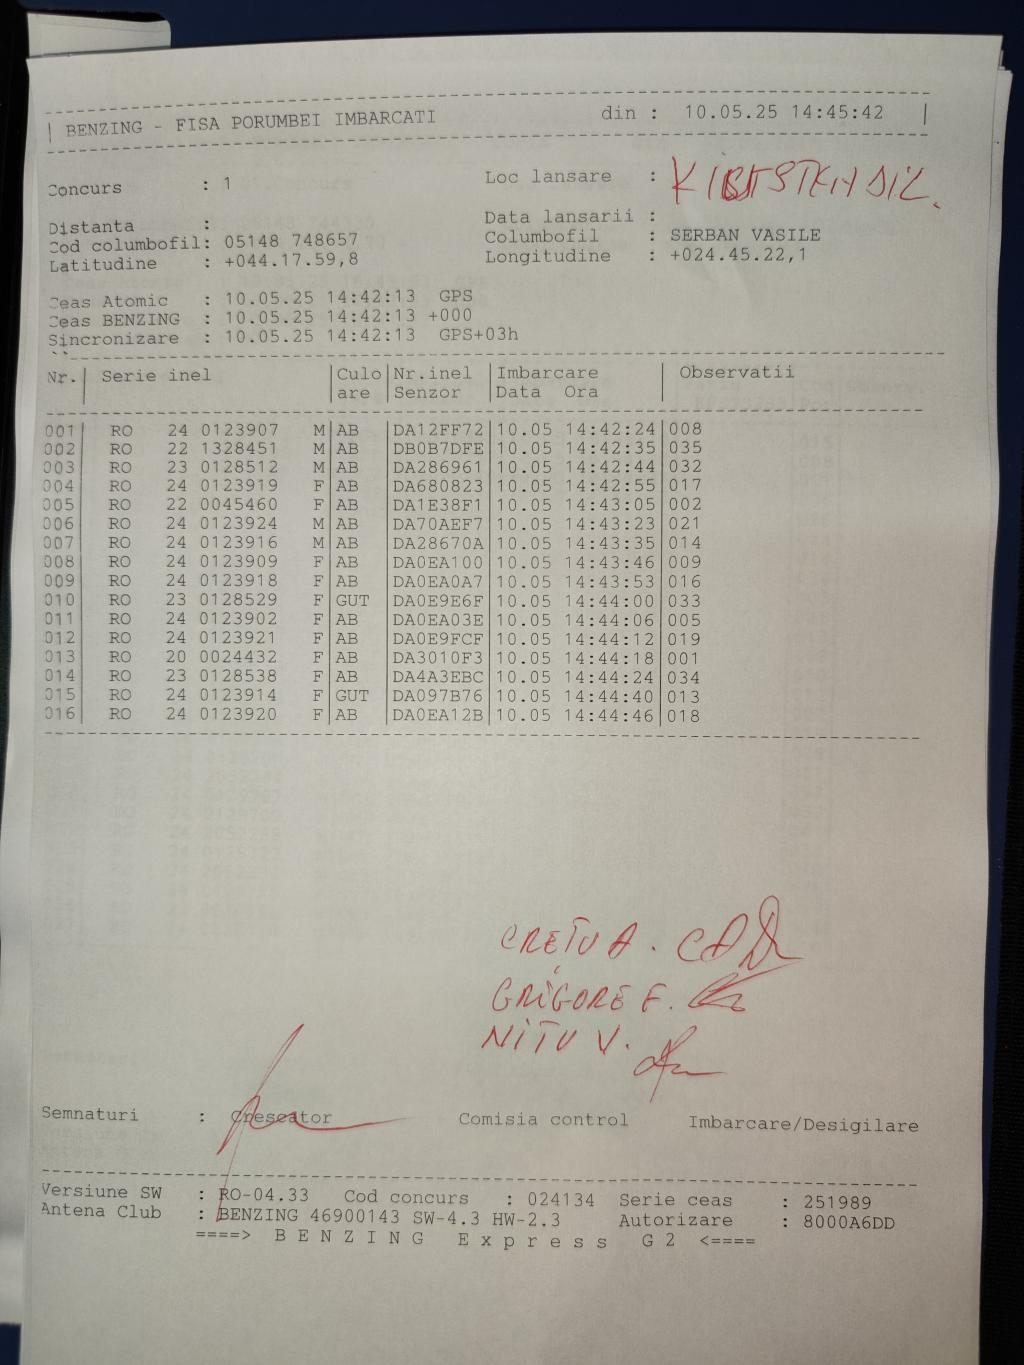 BENZING - FISA PORUMBEI IMBARCATI din : 10.05.25 14:45:42
Concurs : 1 Loc lansare :
Distanta : Data lansarii :
Cod columbofil: 05148 748657 Columbofil : SERBAN VASILE
Latitudine : +044.17.59,8 Longitudine : +024.45.22,1
Ceas Atomic : 10.05.25 14:42:13 GPS
Ceas BENZING : 10.05.25 14:42:13 +000
Sincronizare : 10.05.25 14:42:13 GPS+03h
Nr.| Serie inel |Culo|Nr.inel |Imbarcare | Observatii
are |Senzor |Data Ora |
001| RO 24 0123907 M|AB |DA12FF72|10.05 14:42:24|008
002| RO 22 1328451 M|AB |DB0B7DFE|10.05 14:42:35|035
003| RO 23 0128512 M|AB |DA286961|10.05 14:42:44|032
004| RO 24 0123919 F|AB |DA680823|10.05 14:42:55|017
005| RO 22 0045460 F|AB |DA1E38F1|10.05 14:43:05|002
006| RO 24 0123924 M|AB |DA70AEF7|10.05 14:43:23|021
007| RO 24 0123916 M|AB |DA28670A|10.05 14:43:35|014
008| RO 24 0123909 F|AB |DA0EA100|10.05 14:43:46|009
009| RO 24 0123918 F|AB |DA0EA0A7|10.05 14:43:53|016
010| RO 23 0128529 F|GUT |DA0E9E6F|10.05 14:44:00|033
011| RO 24 0123902 F|AB |DA0EA03E|10.05 14:44:06|005
012| RO 24 0123921 F|AB |DA0E9FCF|10.05 14:44:12|019
013| RO 20 0024432 F|AB |DA3010F3|10.05 14:44:18|001
014| RO 23 0128538 F|AB |DA4A3EBC|10.05 14:44:24|034
015| RO 24 0123914 F|GUT |DA097B76|10.05 14:44:40|013
016| RO 24 0123920 F|AB |DA0EA12B|10.05 14:44:46|018
CRETU A.
GRIGORE F.
NITU V.
Semnaturi : Crescator Comisia control Imbarcare/Desigilare
Versiune SW : RO-04.33 Cod concurs : 024134 Serie ceas : 251989
Antena Club : BENZING 46900143 SW-4.3 HW-2.3 Autorizare : 8000A6DD
====> B E N Z I N G E x p r e s s G 2 <====